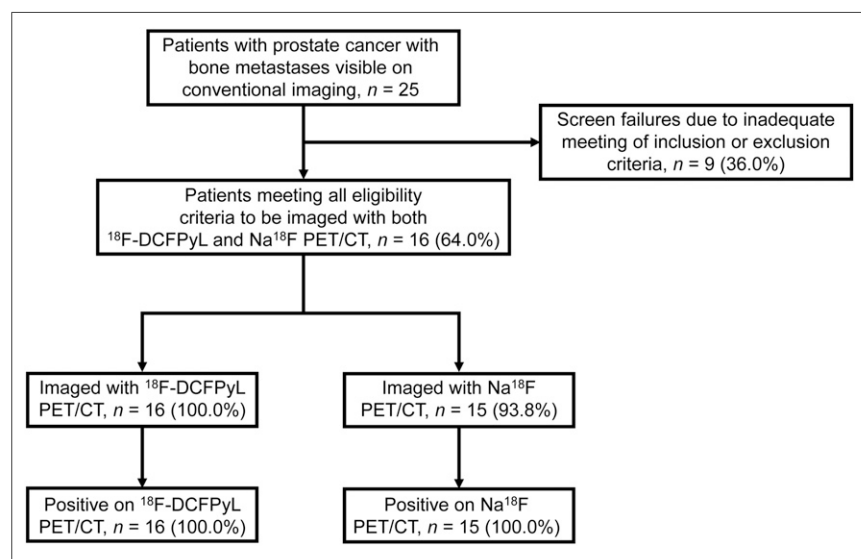 Patients with prostate cancer with
bone metastases visible on
conventional imaging, n = 25
Screen failures due to inadequate
meeting of inclusion or exclusion
criteria, n = 9 (36.0%)
Patients meeting all eligibility
criteria to be imaged with both
¹⁸F-DCFPyL and Na¹⁸F PET/CT, n = 16 (64.0%)
Imaged with ¹⁸F-DCFPyL
PET/CT, n = 16 (100.0%)
Imaged with Na¹⁸F
PET/CT, n = 15 (93.8%)
Positive on ¹⁸F-DCFPyL
PET/CT, n = 16 (100.0%)
Positive on Na¹⁸F
PET/CT, n = 15 (100.0%)